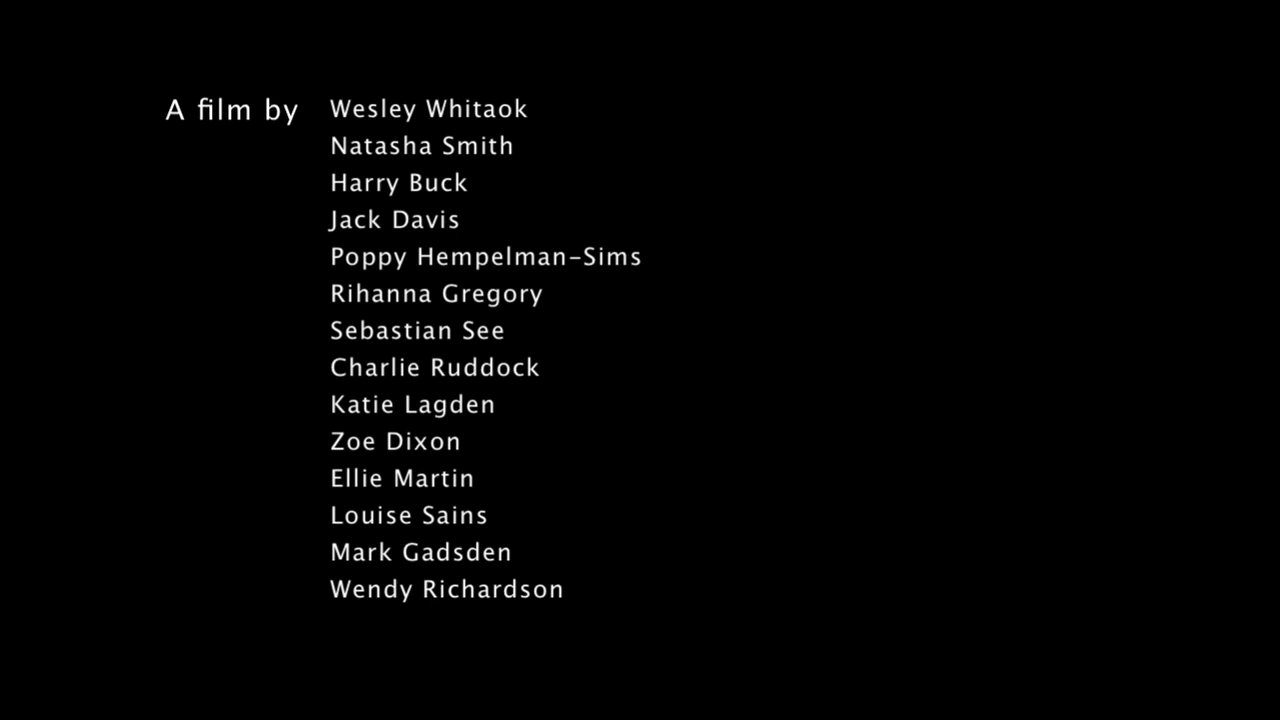 A film by Wesley Whitaok
Natasha Smith
Harry Buck
Jack Davis
Poppy Hempelman-Sims
Rihanna Gregory
Sebastian See
Charlie Ruddock
Katie Lagden
Zoe Dixon
Ellie Martin
Louise Sains
Mark Gadsden
Wendy Richardson